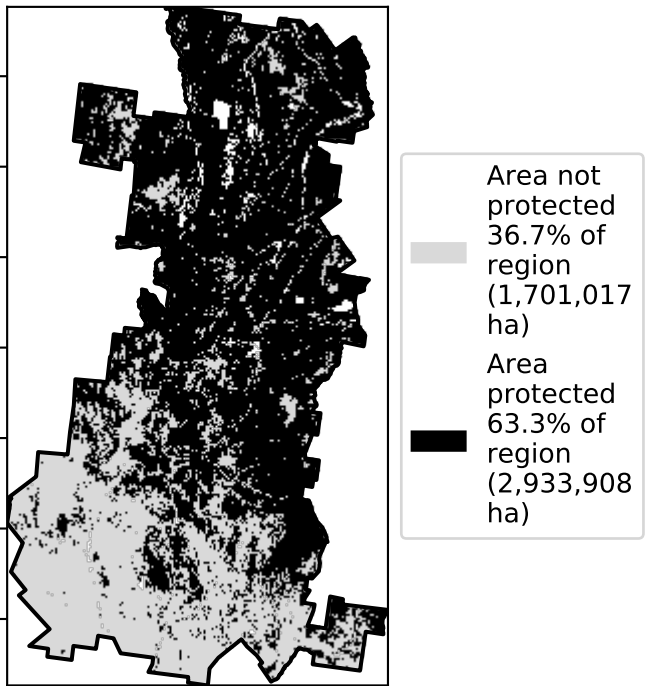 Area not
protected
36.7% of
region
(1,701,017
ha)
Area
protected
63.3% of
region
(2,933,908
ha)